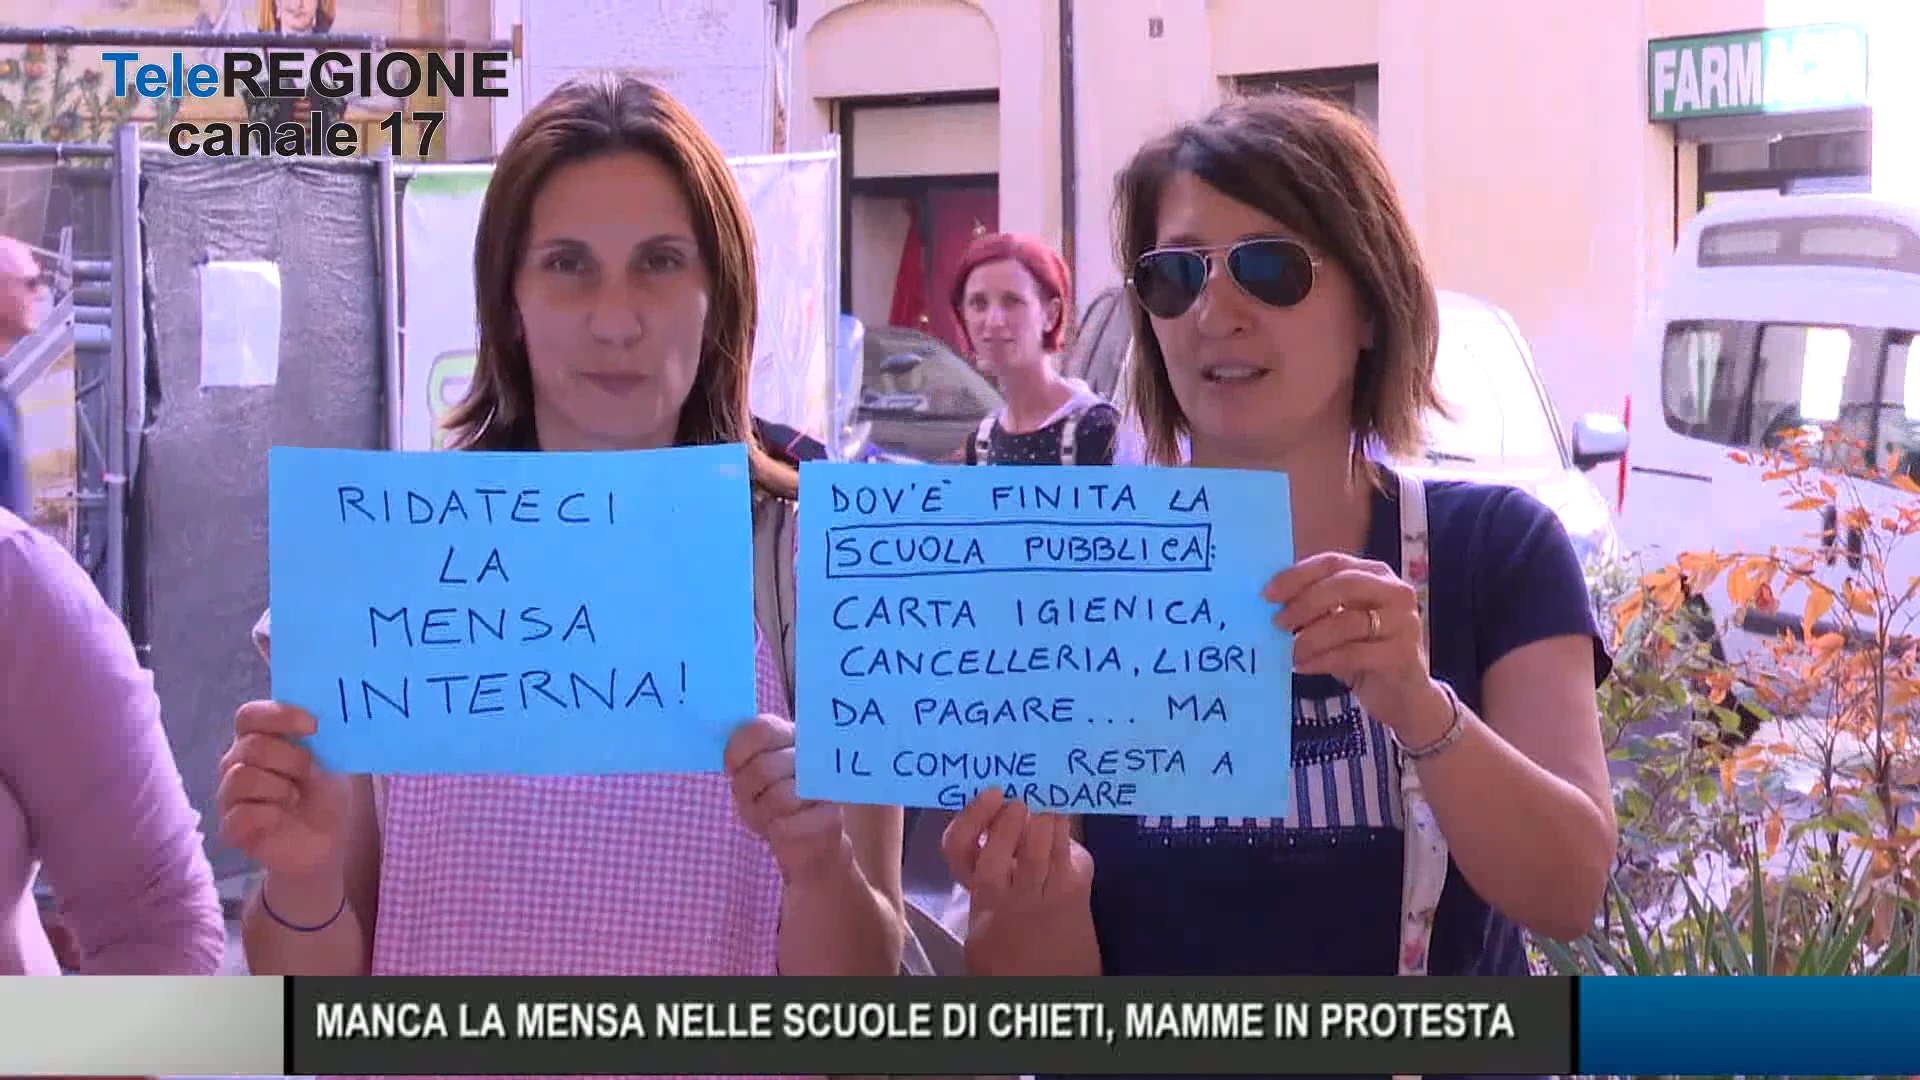 TeleREGIONE
canale 17
FARMACIA
RIDATECI
LA
MENSA
INTERNA!
DOV'È FINITA LA
SCUOLA PUBBLICA:
CARTA IGIENICA,
CANCELLERIA, LIBRI
DA PAGARE... MA
IL COMUNE RESTA A
GUARDARE
MANCA LA MENSA NELLE SCUOLE DI CHIETI, MAMME IN PROTESTA